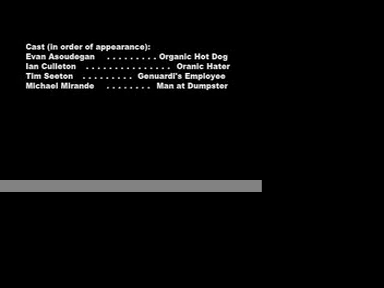 Cast (in order of appearance):
Evan Asoudegan . . . . . . . . . Organic Hot Dog
Ian Culleton . . . . . . . . . . . . . . . Oranic Hater
Tim Seeton . . . . . . . . . Genuardi's Employee
Michael Mirande . . . . . . . . Man at Dumpster